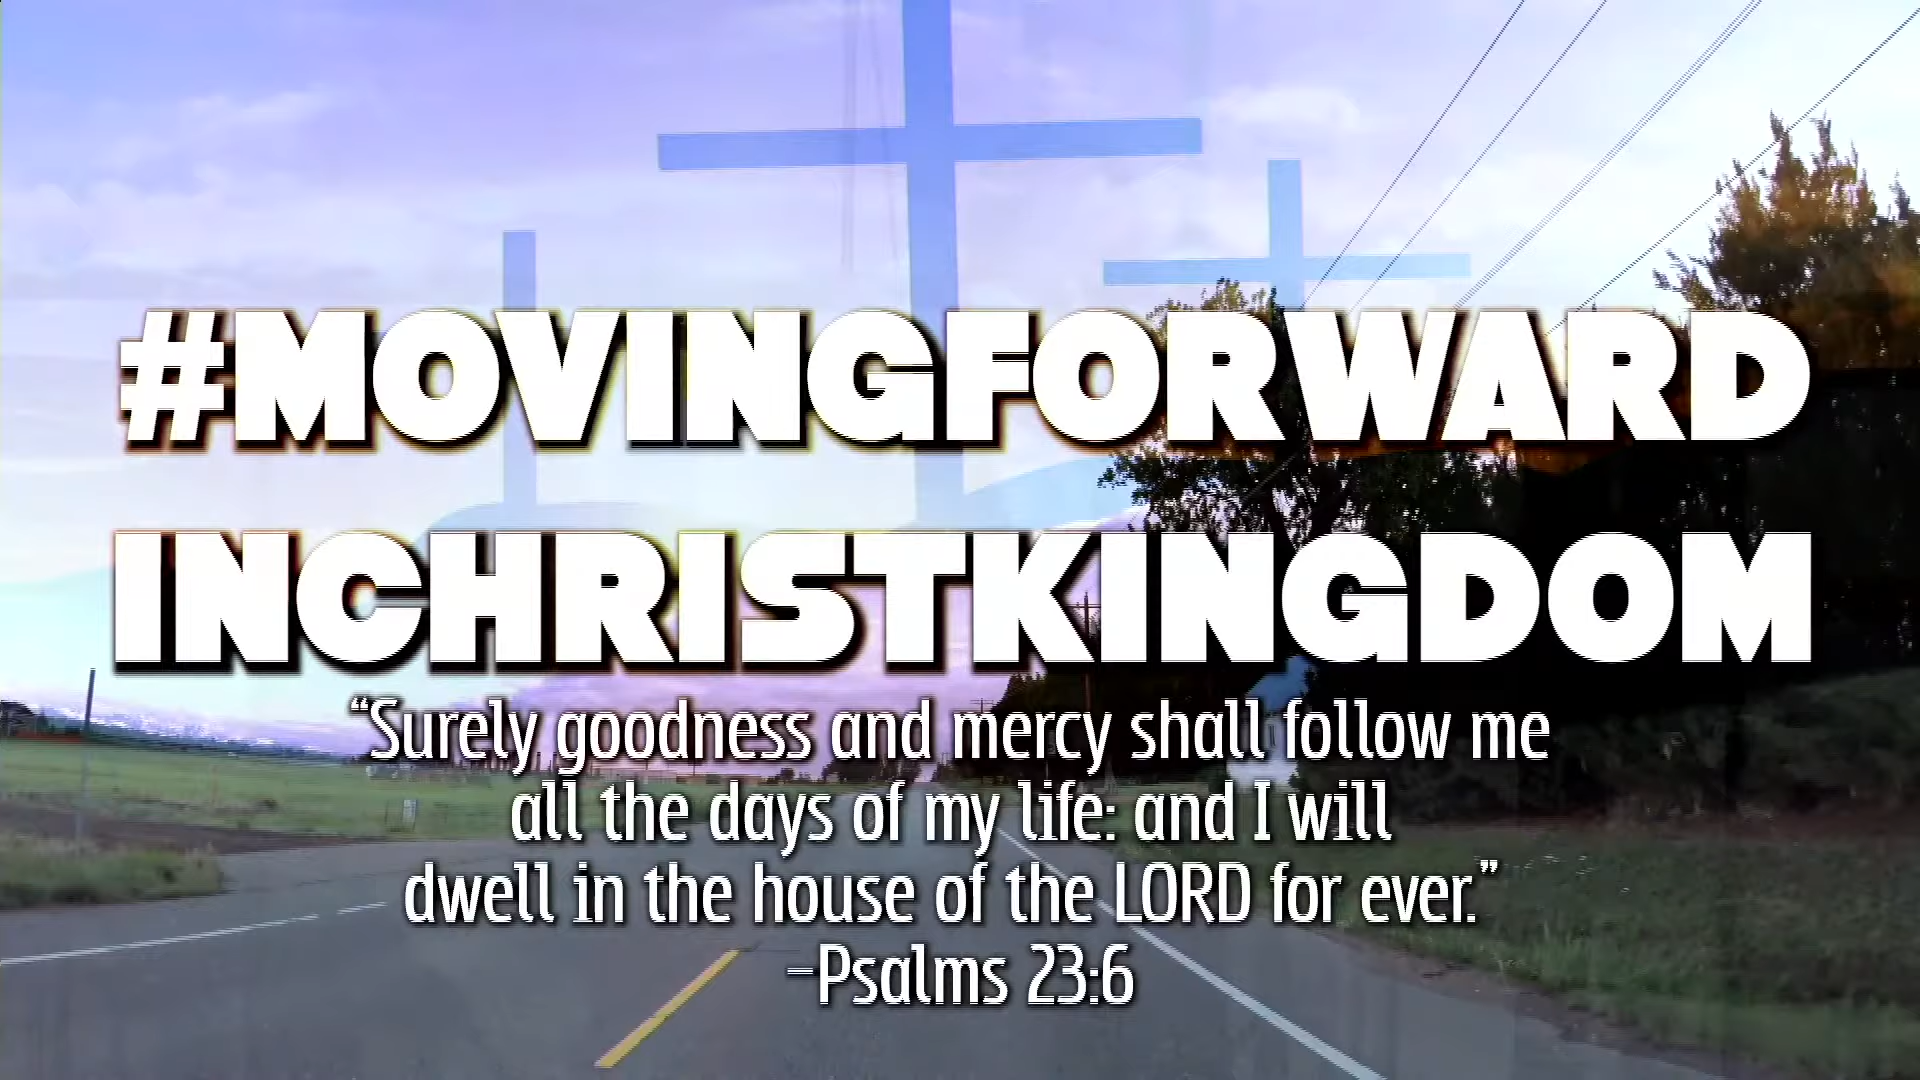 #MOVINGFORWARD
INCHRISTKINGDOM
“Surely goodness and mercy shall follow me
all the days of my life: and I will
dwell in the house of the LORD for ever.”
–Psalms 23:6